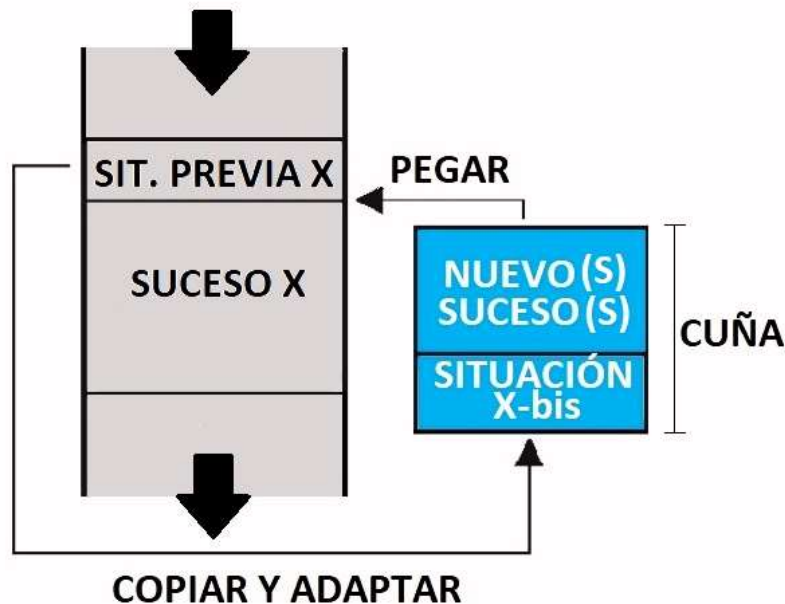 SIT. PREVIA X
PEGAR
SUCESO X
NUEVO(S)
SUCESO(S)
CUÑA
SITUACIÓN
X-bis
COPIAR Y ADAPTAR